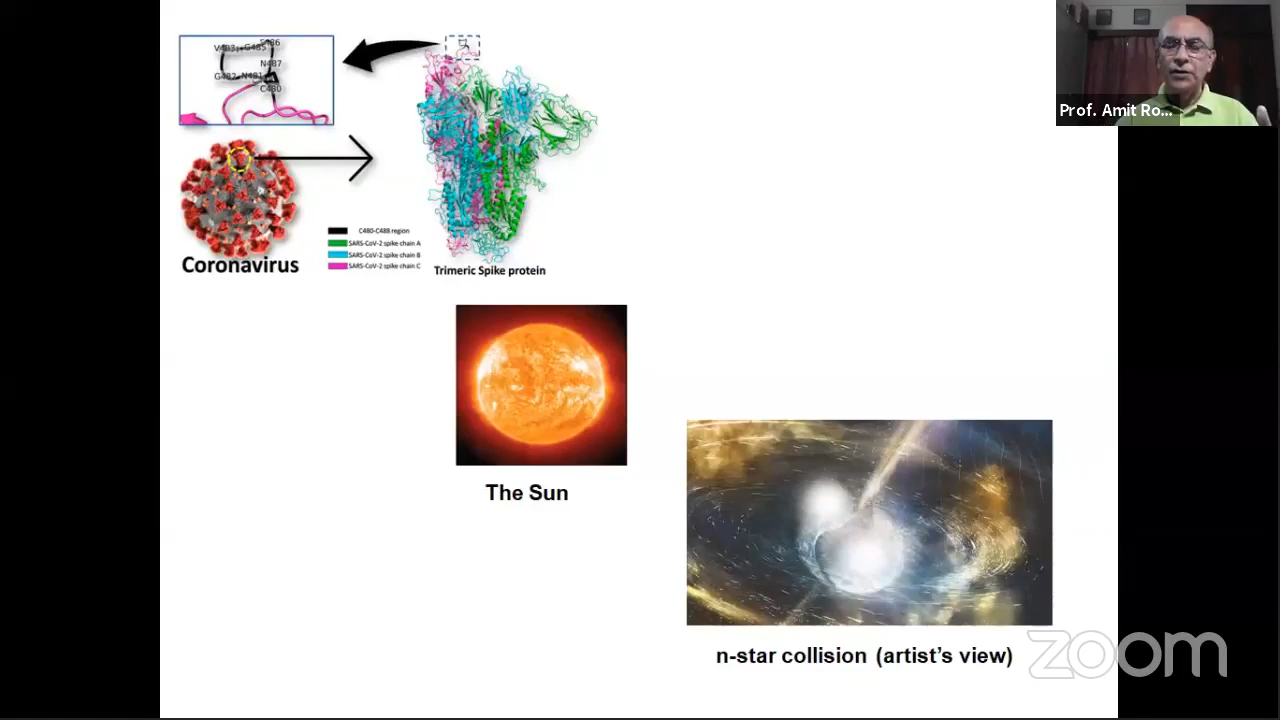 V483 G485 F486
N487
G482 N481
C480
C480-C488 region
SARS-CoV-2 spike chain A
SARS-CoV-2 spike chain B
SARS-CoV-2 spike chain C
Coronavirus
Trimeric Spike protein
The Sun
n-star collision (artist's view)
Prof. Amit Ro...
zoom